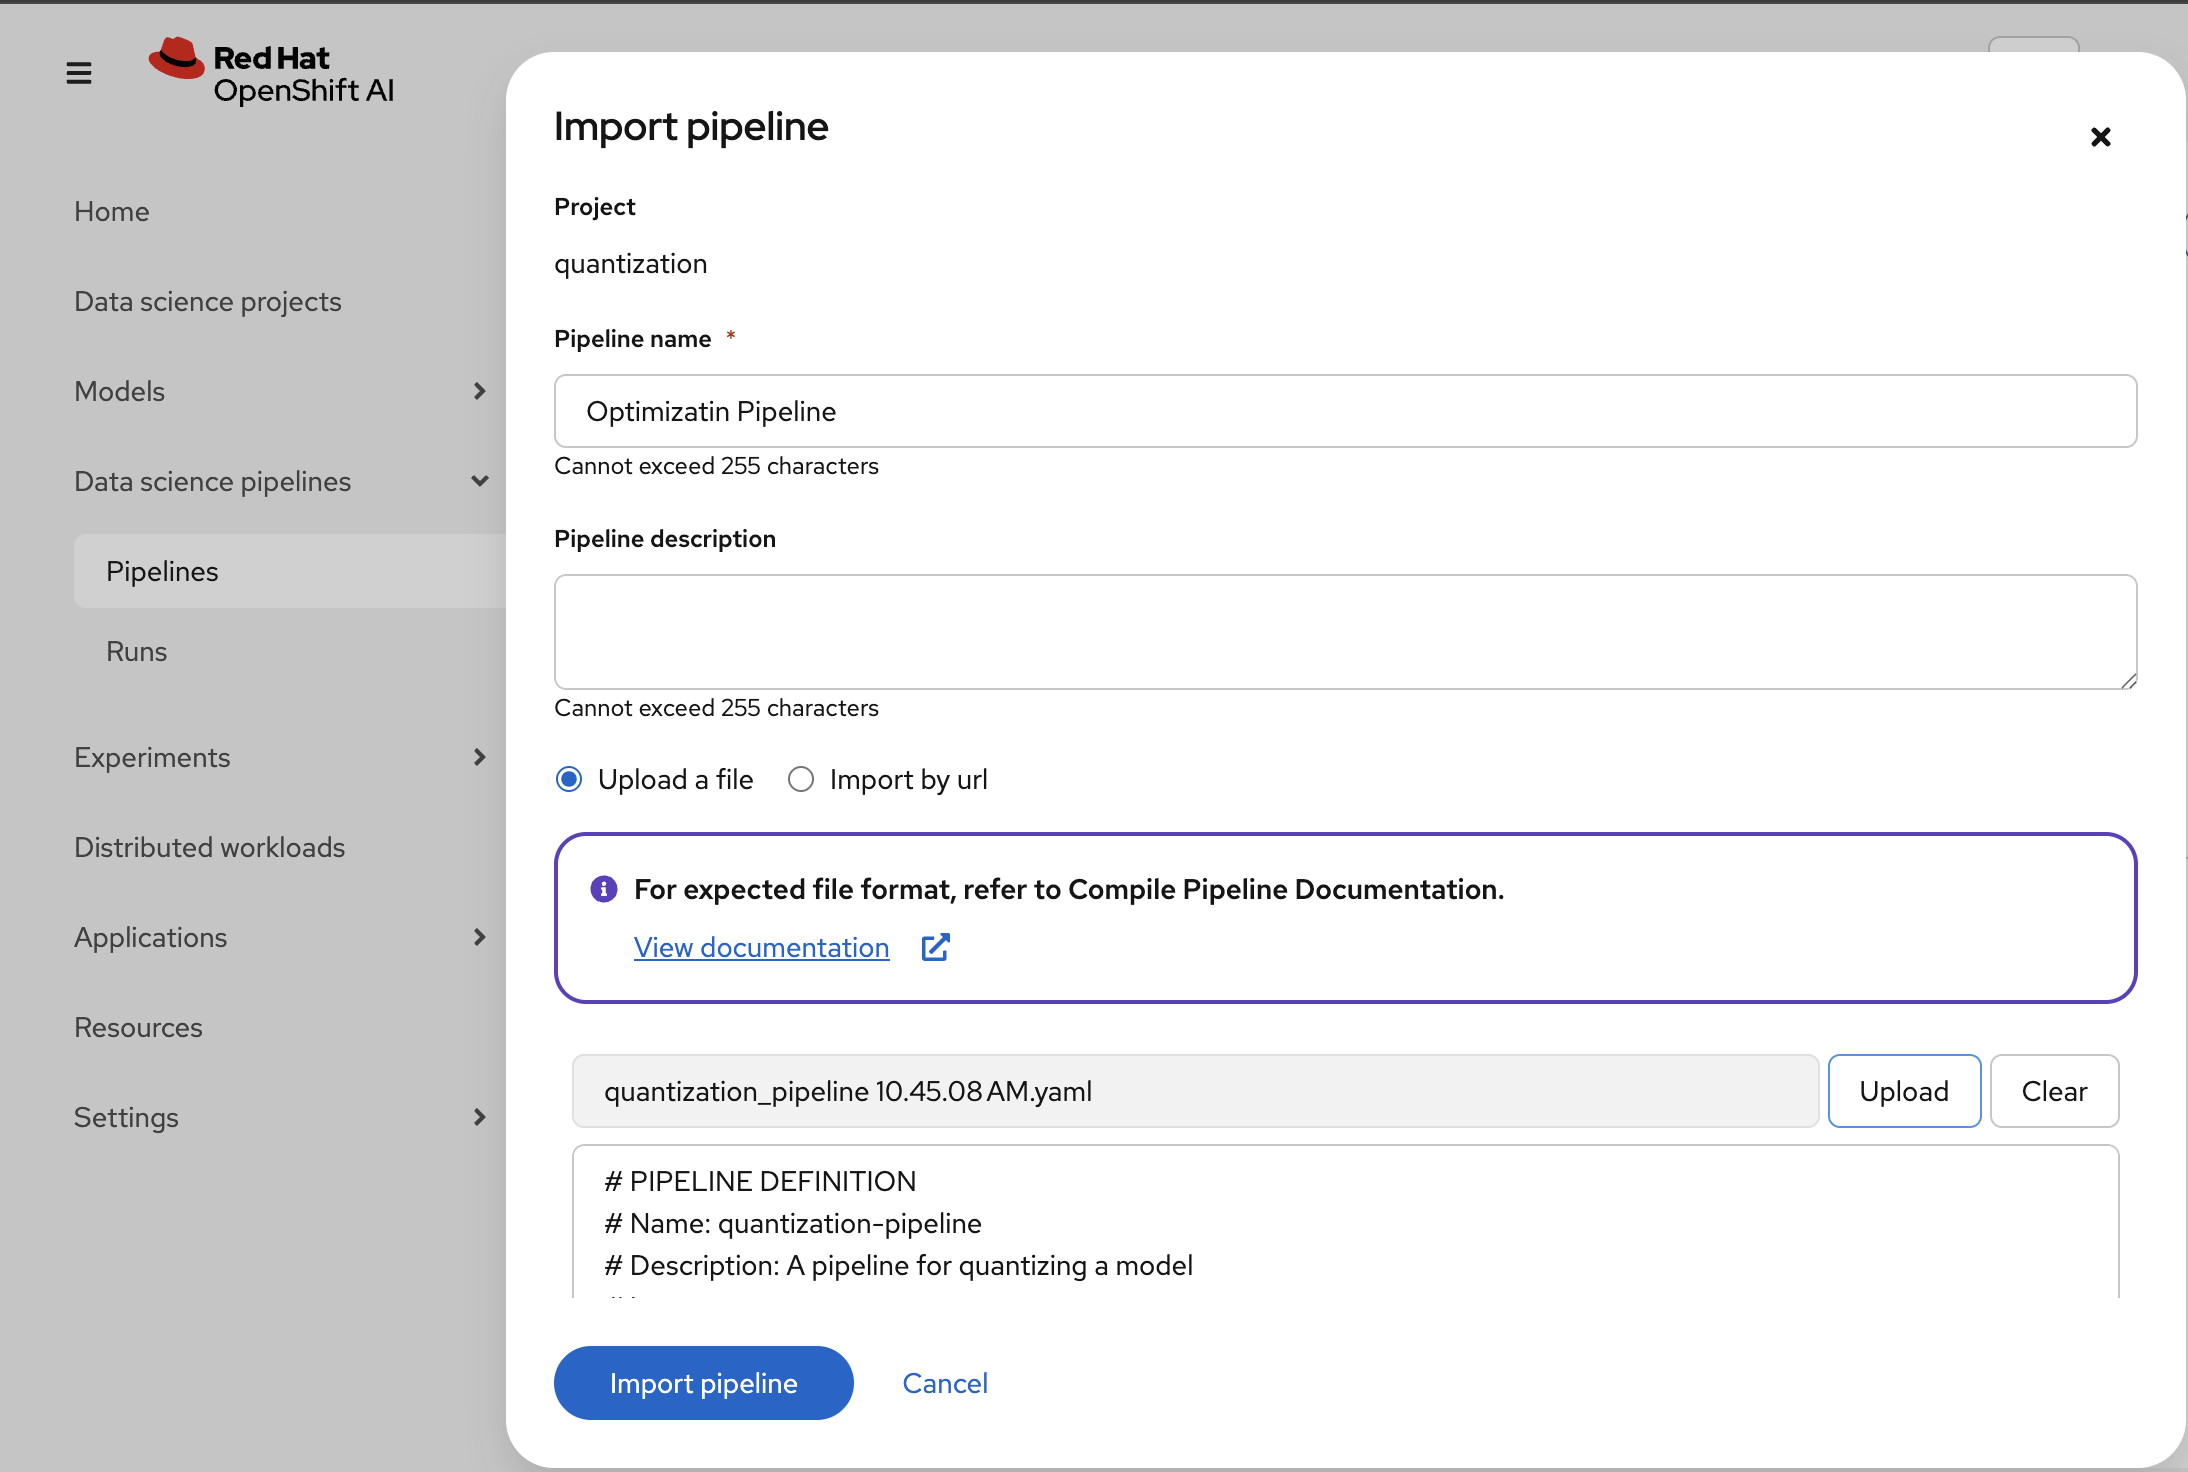 Red Hat
OpenShift AI
Home
Data science projects
Models
Data science pipelines
Pipelines
Runs
Experiments
Distributed workloads
Applications
Resources
Settings
Import pipeline
Project
quantization
Pipeline name *
Optimizatin Pipeline
Cannot exceed 255 characters
Pipeline description
Cannot exceed 255 characters
Upload a file
Import by url
For expected file format, refer to Compile Pipeline Documentation.
View documentation
quantization_pipeline 10.45.08 AM.yaml
Upload
Clear
# PIPELINE DEFINITION
# Name: quantization-pipeline
# Description: A pipeline for quantizing a model
Import pipeline
Cancel